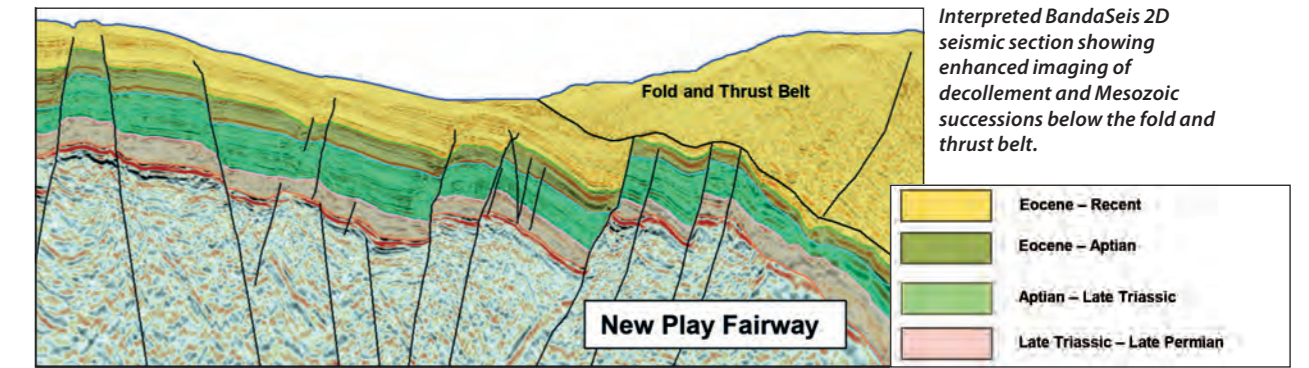 Interpreted BandaSeis 2D
seismic section showing
enhanced imaging of
decollement and Mesozoic
successions below the fold and
thrust belt.
Fold and Thrust Belt
New Play Fairway
Eocene – Recent
Eocene – Aptian
Aptian – Late Triassic
Late Triassic – Late Permian